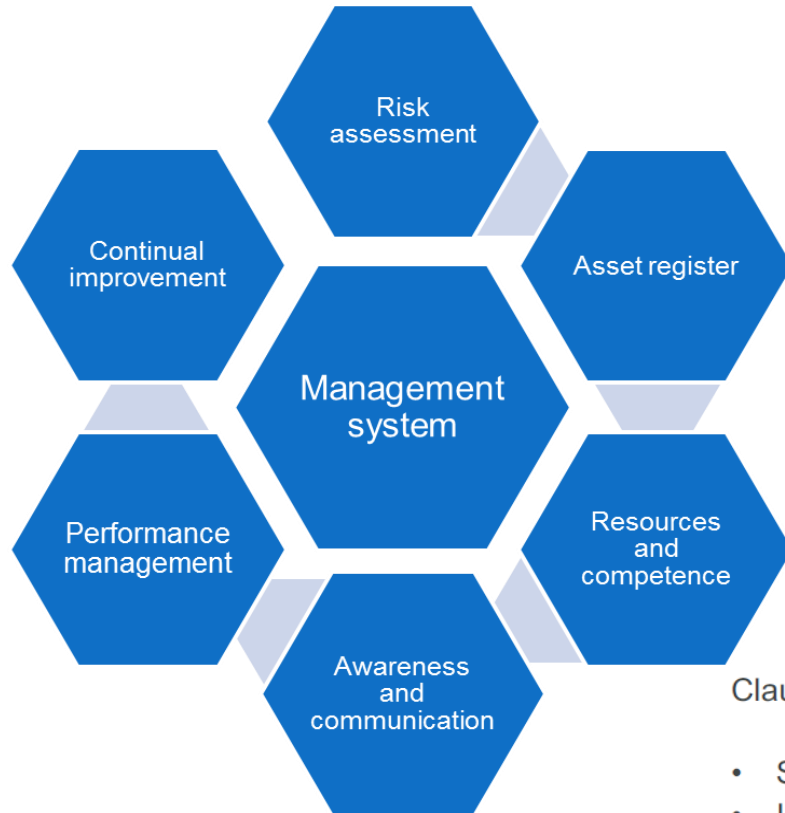 Risk
assessment
Asset register
Resources
and
competence
Awareness
and
communication
Performance
management
Continual
improvement
Management
system